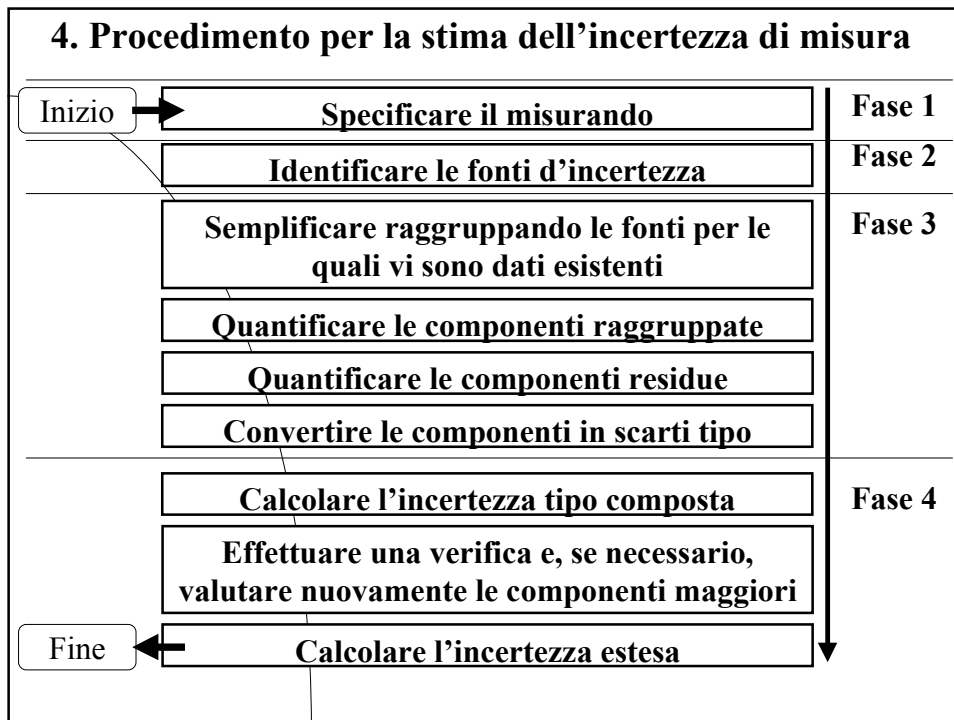 4. Procedimento per la stima dell'incertezza di misura
Inizio
Specificare il misurando
Fase 1
Identificare le fonti d'incertezza
Fase 2
Semplificare raggruppando le fonti per le
quali vi sono dati esistenti
Fase 3
Quantificare le componenti raggruppate
Quantificare le componenti residue
Convertire le componenti in scarti tipo
Calcolare l'incertezza tipo composta
Fase 4
Effettuare una verifica e, se necessario,
valutare nuovamente le componenti maggiori
Fine
Calcolare l'incertezza estesa